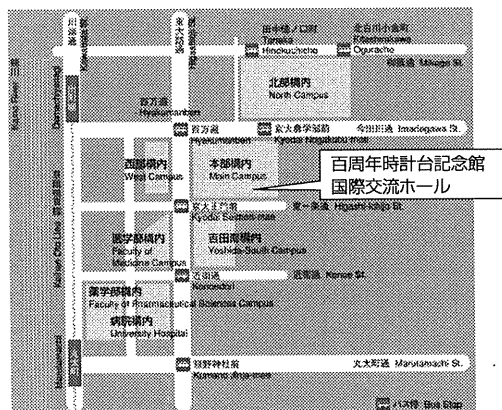 川端通
東大路通
田中樋ノ口町
Tanaka
Hinokuchicho
北白川小倉町
Kitashirakawa
Oguracho
御蔭通 Mikage St.
北部構内
North Campus
百万遍
Hyakumanben
百万遍
Hyakumanben
京大農学部前
Kyodai Nogakubu-mae
今出川通 Imadegawa St.
西部構内
West Campus
本部構内
Main Campus
百周年時計台記念館
国際交流ホール
京大正門前
Kyodai Seimon-mae
東一条通 Higashi-ichijo St.
医学部構内
Faculty of
Medicine Campus
吉田南構内
Yoshida-South Campus
近衛通
Konoedori
近衛通 Konoe St.
薬学部構内
Faculty of Pharmaceutical Sciences Campus
病院構内
University Hospital
熊野神社前
Kumano Jinja-mae
丸太町通 Marutamachi St.
バス停 Bus Stop